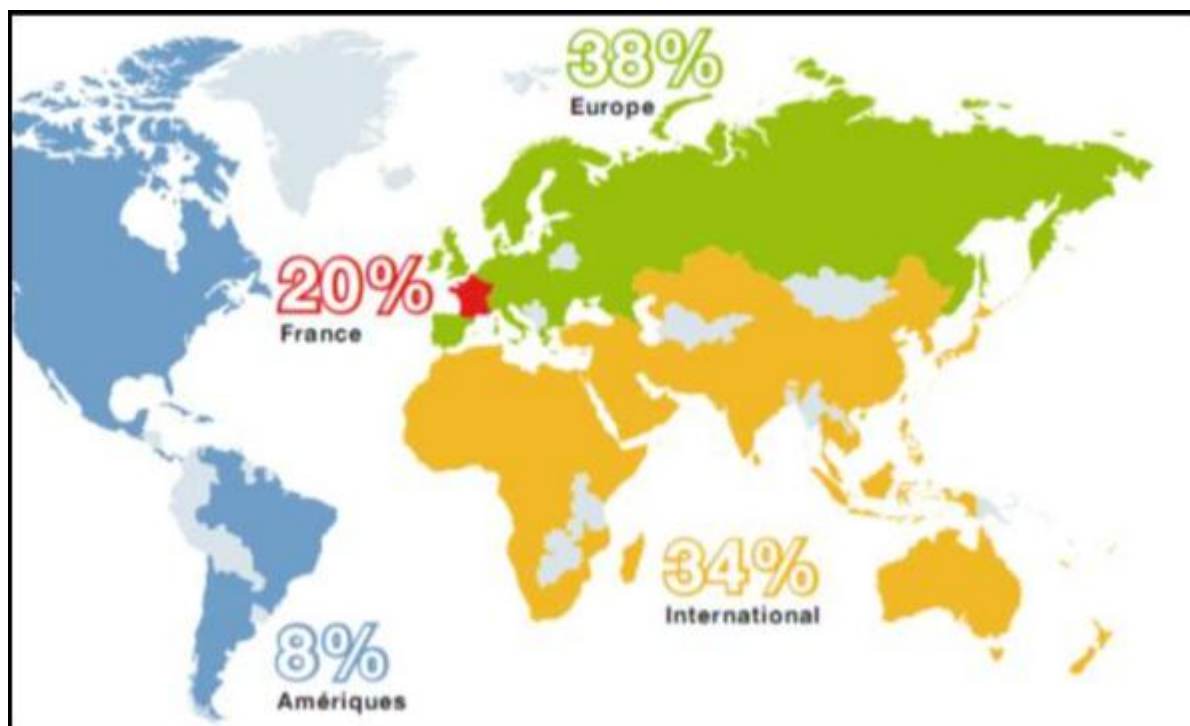 38%
Europe
20%
France
34%
International
8%
Amériques